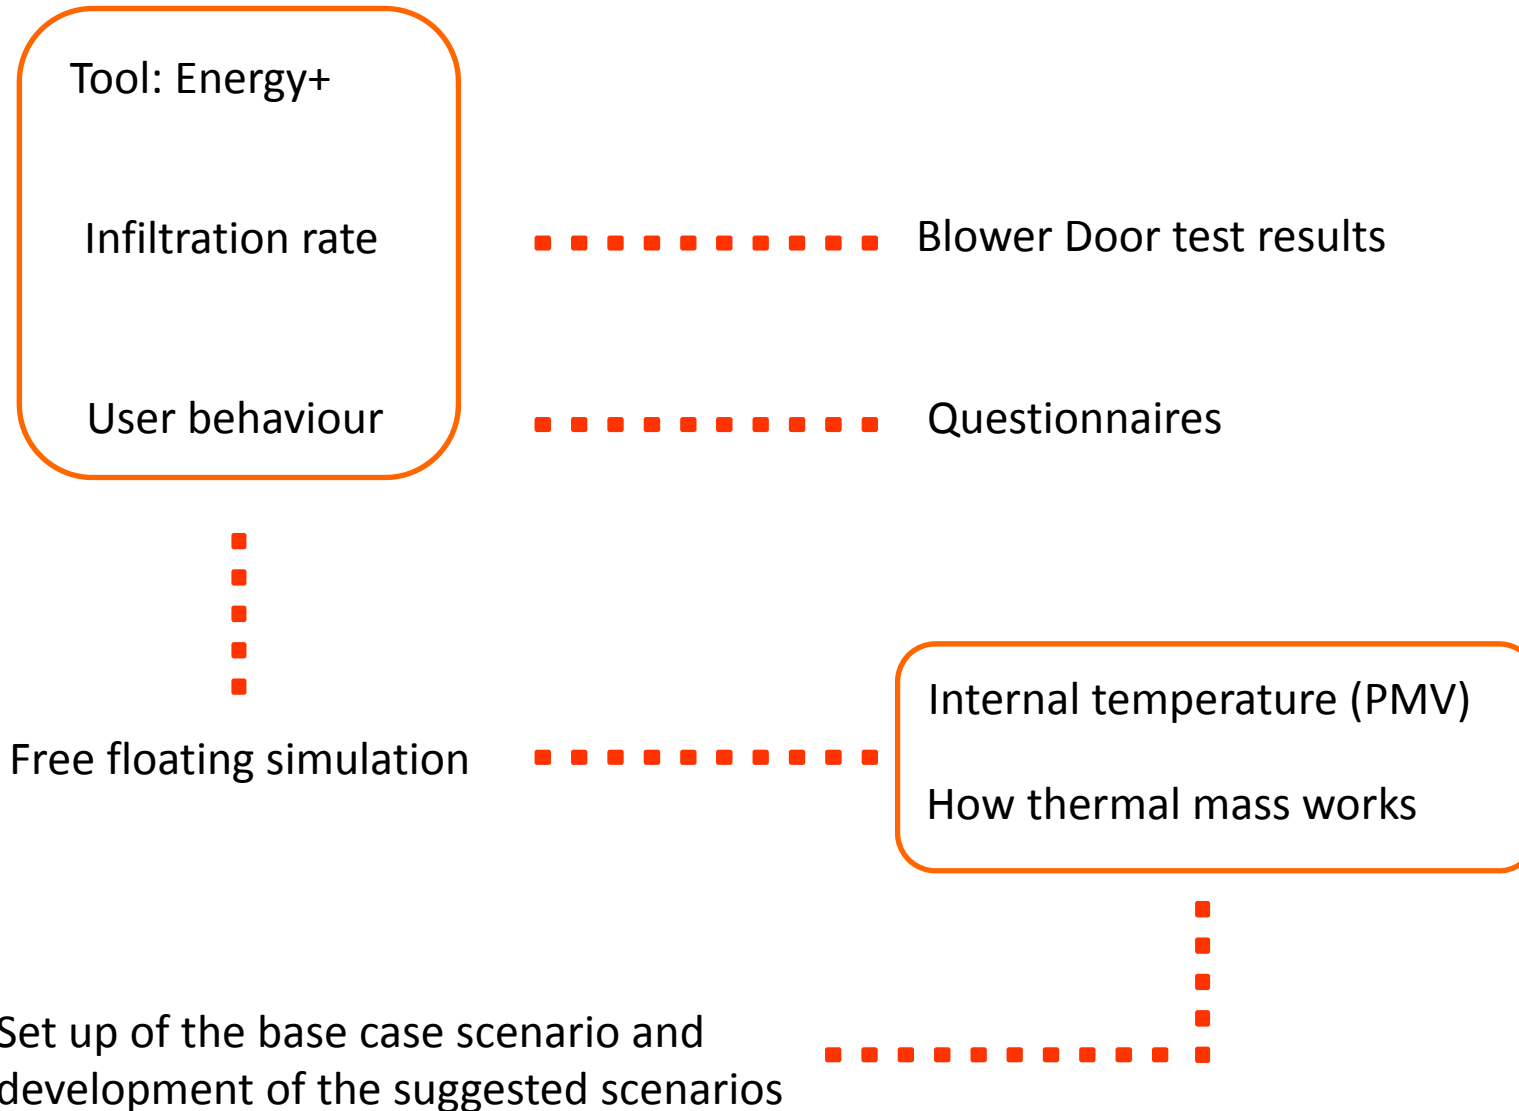 Tool: Energy+
Infiltration rate
Blower Door test results
User behaviour
Questionnaires
Internal temperature (PMV)
Free floating simulation
How thermal mass works
Set up of the base case scenario and
development of the suggested scenarios